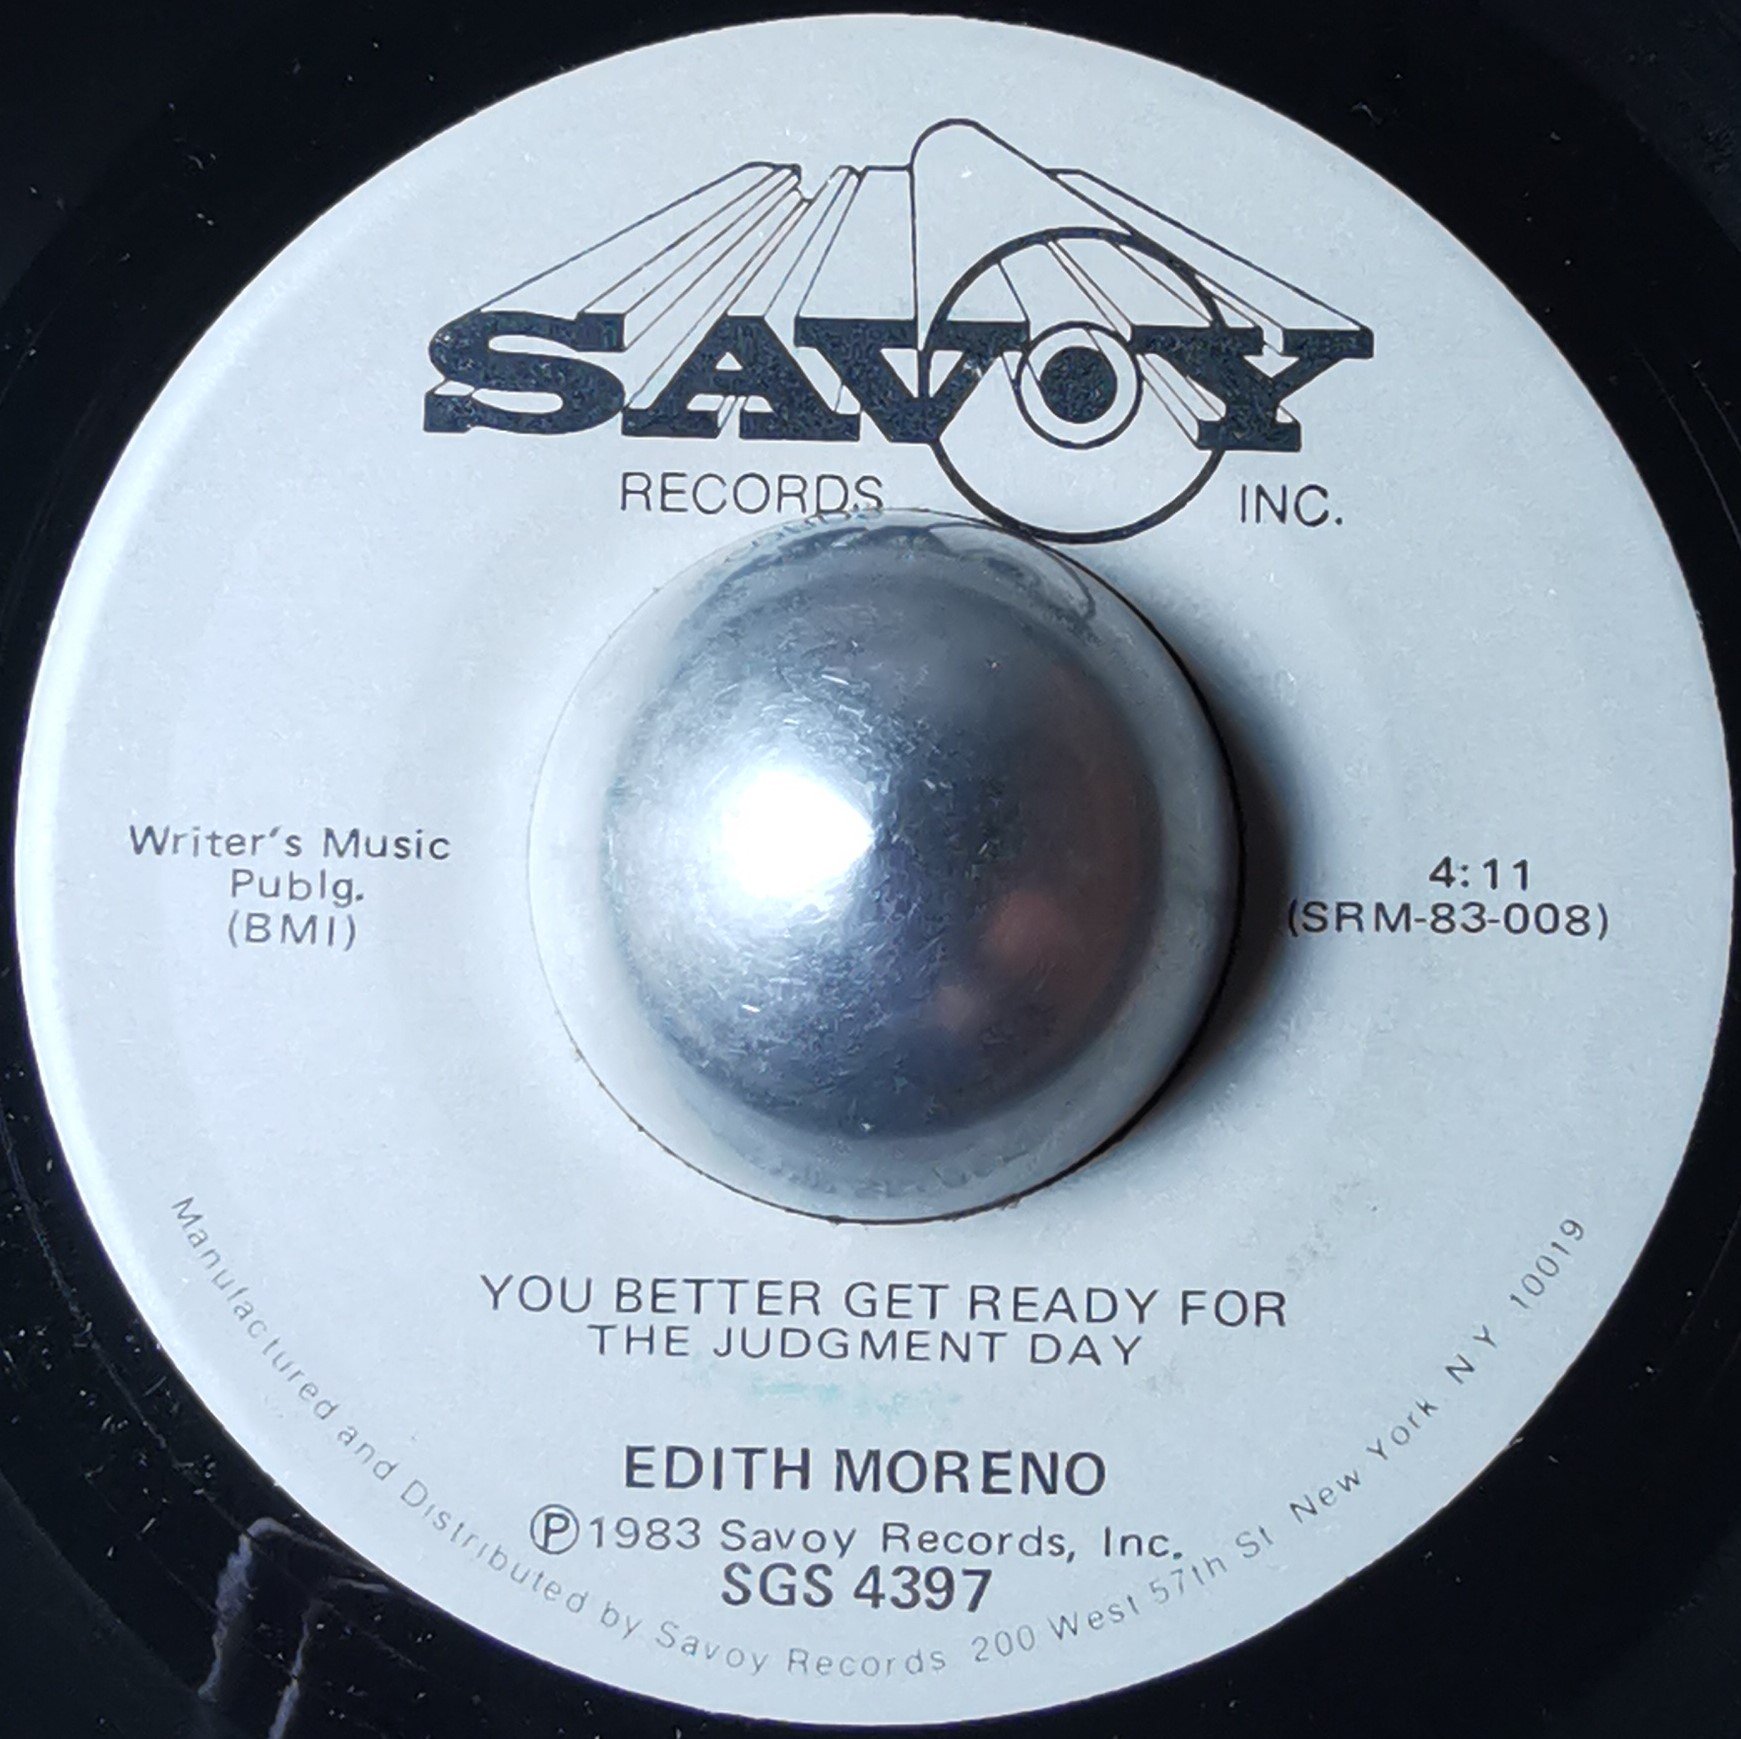 SAVOY
RECORDS INC.
Writer's Music
Publg.
(BMI)
4:11
(SRM-83-008)
YOU BETTER GET READY FOR
THE JUDGMENT DAY
EDITH MORENO
Ⓟ1983 Savoy Records, Inc.
SGS 4397
Manufactured and Distributed by Savoy Records 200 West 57th St New York N Y 10019